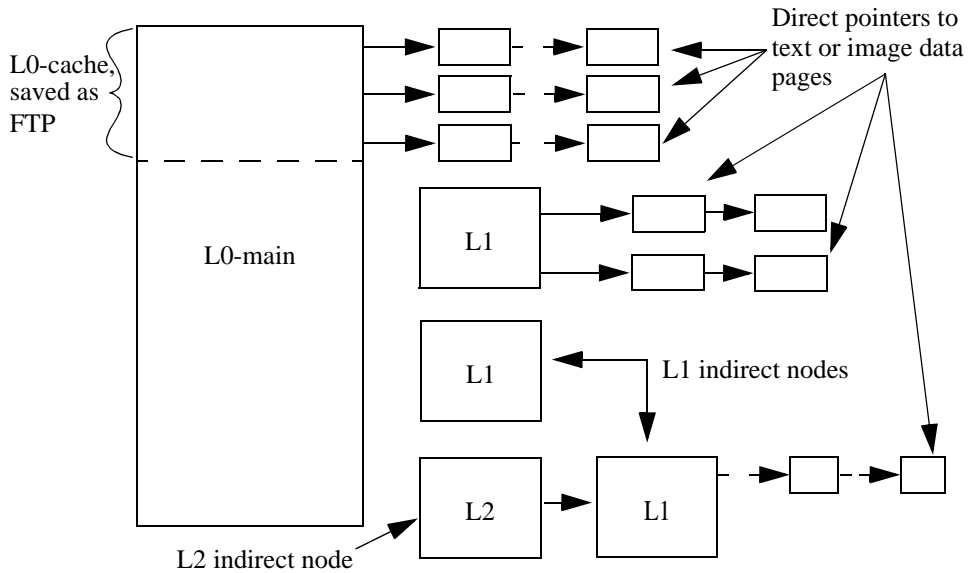 Direct pointers to
text or image data
pages
L0-cache,
saved as
FTP
L0-main
L1
L1
L1 indirect nodes
L2
L1
L2 indirect node